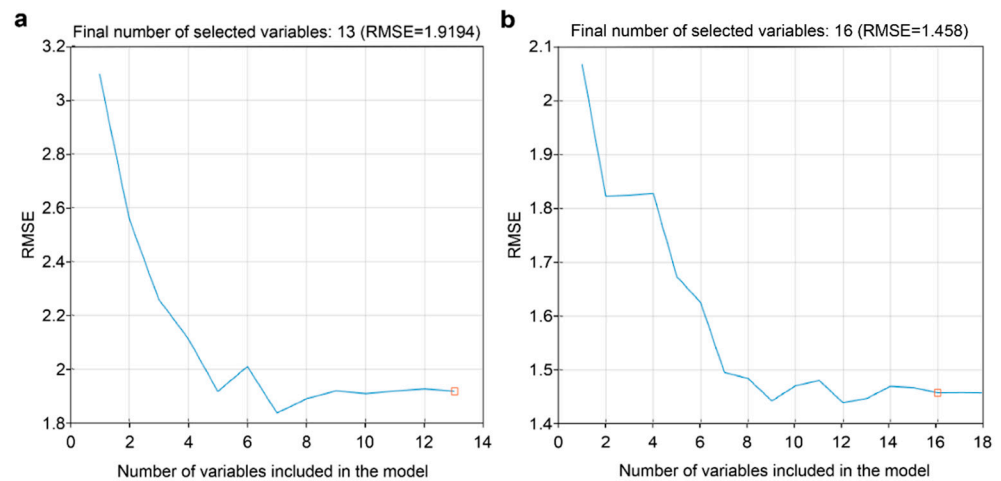 a
Final number of selected variables: 13 (RMSE=1.9194)
3.2
3
2.8
2.6
2.4
2.2
2
1.8
RMSE
0 2 4 6 8 10 12 14
Number of variables included in the model
b
Final number of selected variables: 16 (RMSE=1.458)
2.1
2
1.9
1.8
1.7
1.6
1.5
1.4
RMSE
0 2 4 6 8 10 12 14 16 18
Number of variables included in the model